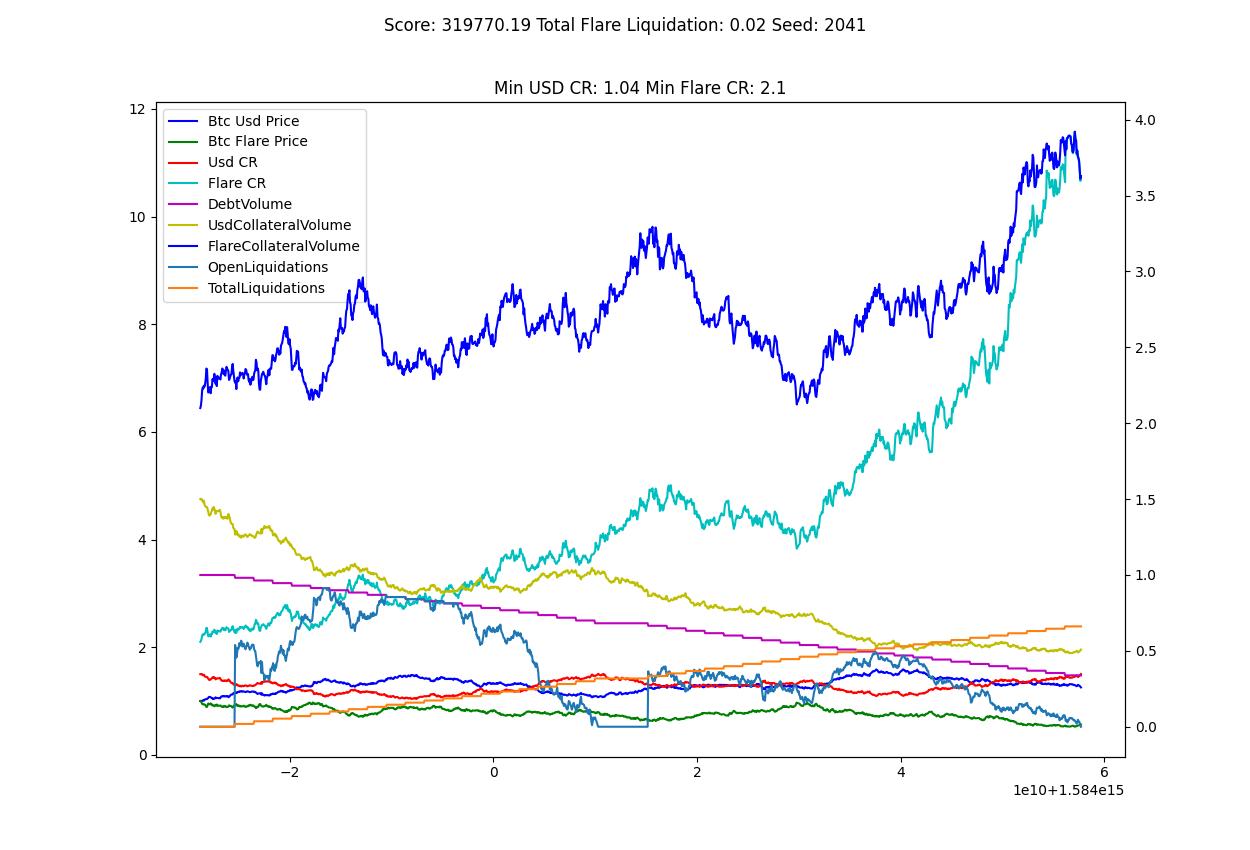 Score: 319770.19 Total Flare Liquidation: 0.02 Seed: 2041
Min USD CR: 1.04 Min Flare CR: 2.1
Btc Usd Price
Btc Flare Price
Usd CR
Flare CR
DebtVolume
UsdCollateralVolume
FlareCollateralVolume
OpenLiquidations
TotalLiquidations
12
10
8
6
4
2
0
4.0
3.5
3.0
2.5
2.0
1.5
1.0
0.5
0.0
−2 0 2 4 6
1e10+1.584e15